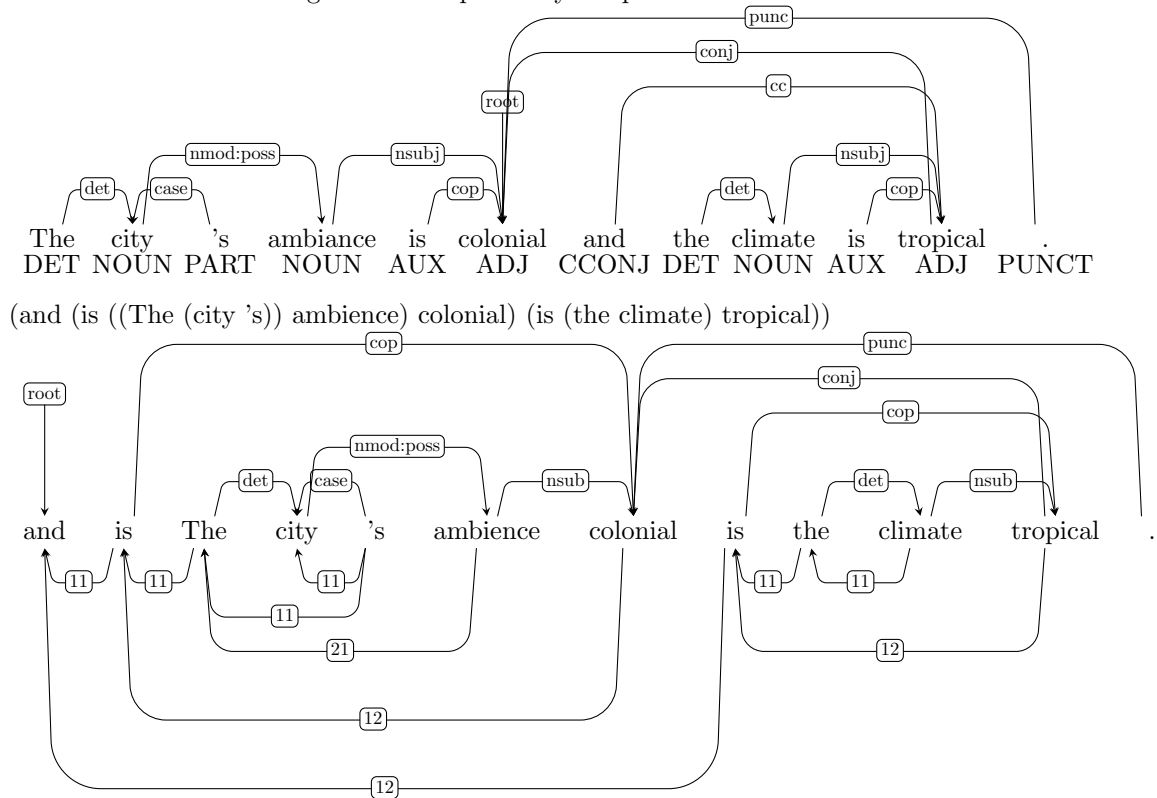 punc
conj
cc
root
nmod:poss nsubj nsubj
det case cop det cop
The city 's ambiance is colonial and the climate is tropical .
DET NOUN PART NOUN AUX ADJ CCONJ DET NOUN AUX ADJ PUNCT
(and (is ((The (city 's)) ambience) colonial) (is (the climate) tropical))
cop punc
root conj
cop
nmod:poss
det case nsub det nsub
and is The city 's ambience colonial is the climate tropical .
11 11 11 11 11
11
21 12
12
12